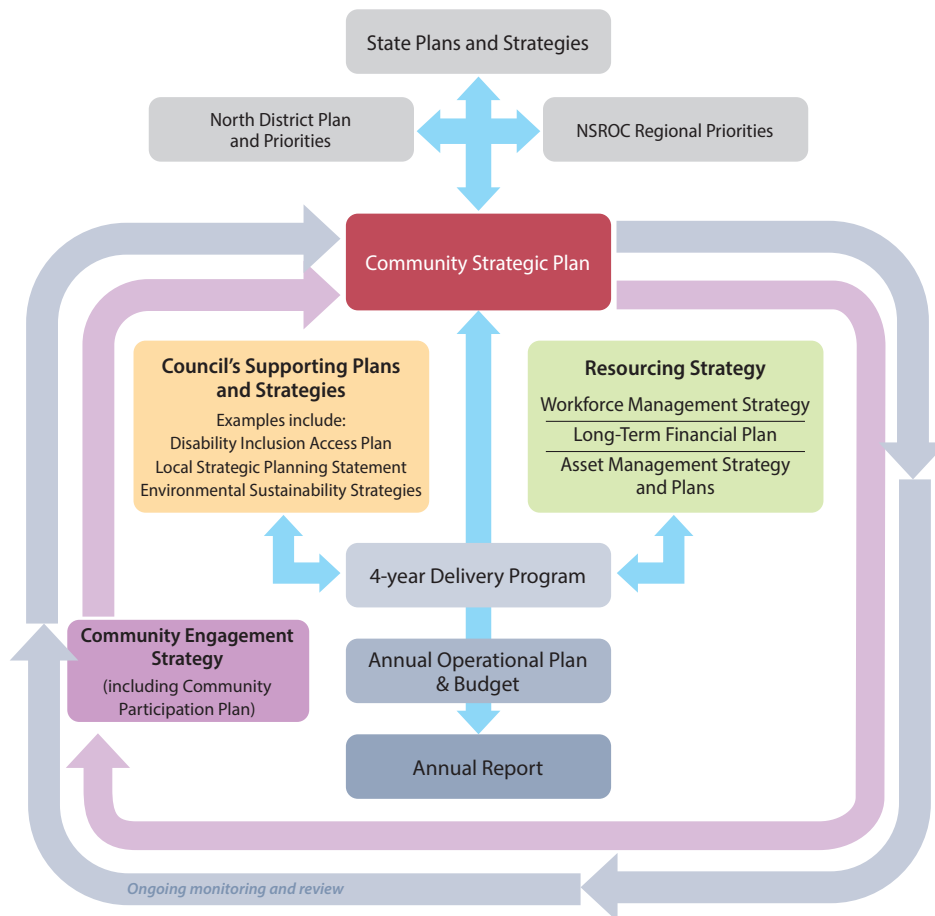 State Plans and Strategies
North District Plan
and Priorities
NSROC Regional Priorities
Community Strategic Plan
Council's Supporting Plans
and Strategies
Examples include:
Disability Inclusion Access Plan
Local Strategic Planning Statement
Environmental Sustainability Strategies
Resourcing Strategy
Workforce Management Strategy
Long-Term Financial Plan
Asset Management Strategy
and Plans
4-year Delivery Program
Community Engagement
Strategy
(including Community
Participation Plan)
Annual Operational Plan
& Budget
Annual Report
Ongoing monitoring and review